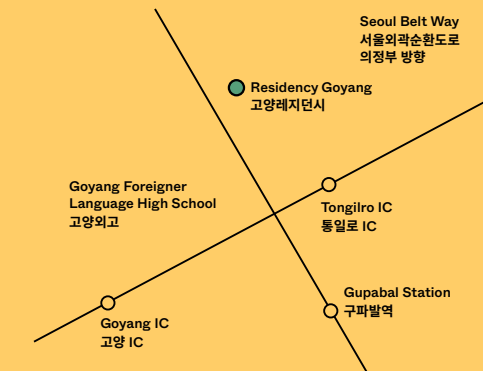 Seoul Belt Way
서울외곽순환도로
의정부 방향
Residency Goyang
고양레지던시
Goyang Foreigner
Language High School
고양외고
Tongilro IC
통일로 IC
Gupabal Station
구파발역
Goyang IC
고양 IC